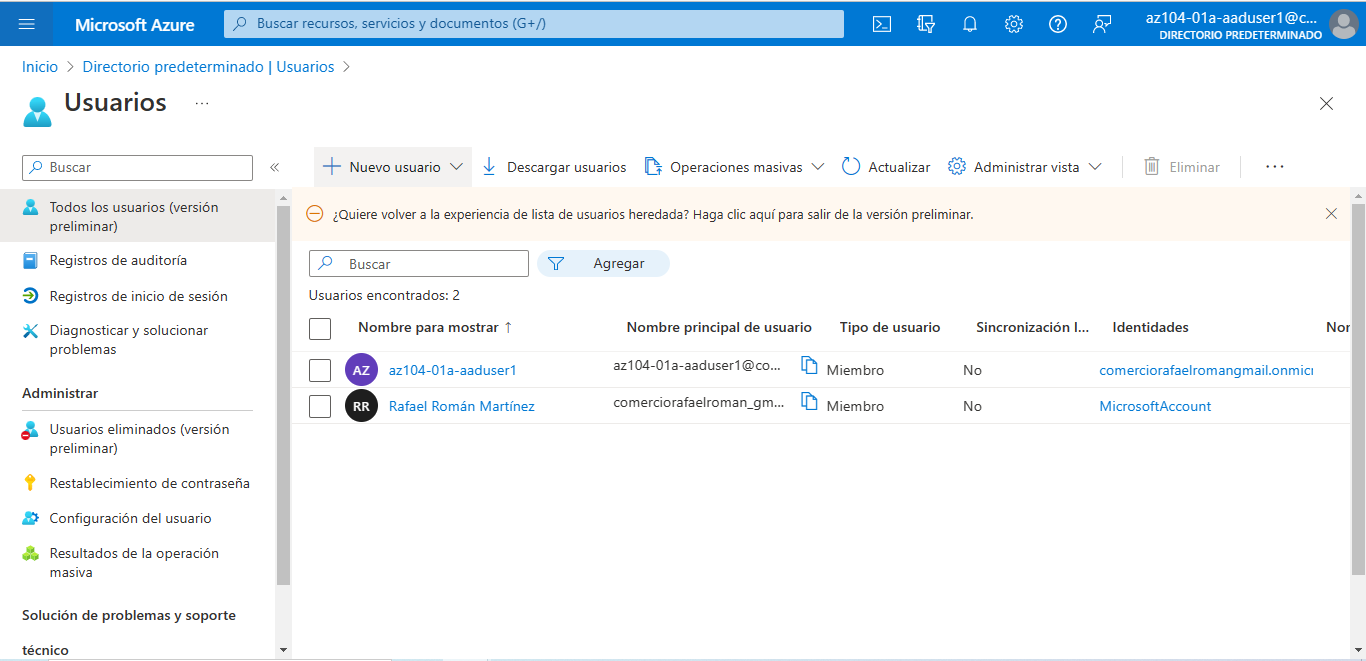 Microsoft Azure
Buscar recursos, servicios y documentos (G+/)
az104-01a-aaduser1@c...
DIRECTORIO PREDETERMINADO
Inicio > Directorio predeterminado | Usuarios >
Usuarios ...
Buscar
«
Nuevo usuario
Descargar usuarios
Operaciones masivas
Actualizar
Administrar vista
Eliminar
...
Todos los usuarios (versión
preliminar)
Registros de auditoría
Registros de inicio de sesión
Diagnosticar y solucionar
problemas
Administrar
Usuarios eliminados (versión
preliminar)
Restablecimiento de contraseña
Configuración del usuario
Resultados de la operación
masiva
Solución de problemas y soporte
técnico
¿Quiere volver a la experiencia de lista de usuarios heredada? Haga clic aquí para salir de la versión preliminar.
Buscar
Agregar
Usuarios encontrados: 2
Nombre para mostrar ↑ Nombre principal de usuario Tipo de usuario Sincronización l... Identidades Nor
AZ az104-01a-aaduser1 az104-01a-aaduser1@co... Miembro No comerciorafaelromangmail.onmicr
RR Rafael Román Martínez comerciorafaelroman_gm... Miembro No MicrosoftAccount